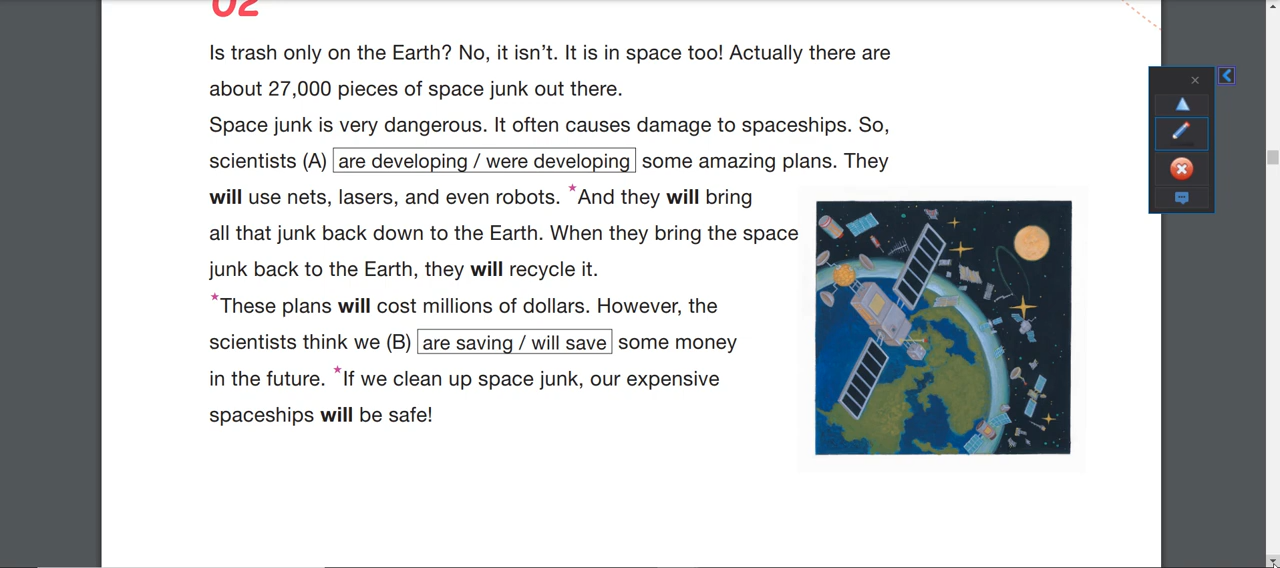 02
Is trash only on the Earth? No, it isn’t. It is in space too! Actually there are
about 27,000 pieces of space junk out there.
Space junk is very dangerous. It often causes damage to spaceships. So,
scientists (A) are developing / were developing some amazing plans. They
will use nets, lasers, and even robots. *And they will bring
all that junk back down to the Earth. When they bring the space
junk back to the Earth, they will recycle it.
*These plans will cost millions of dollars. However, the
scientists think we (B) are saving / will save some money
in the future. *If we clean up space junk, our expensive
spaceships will be safe!